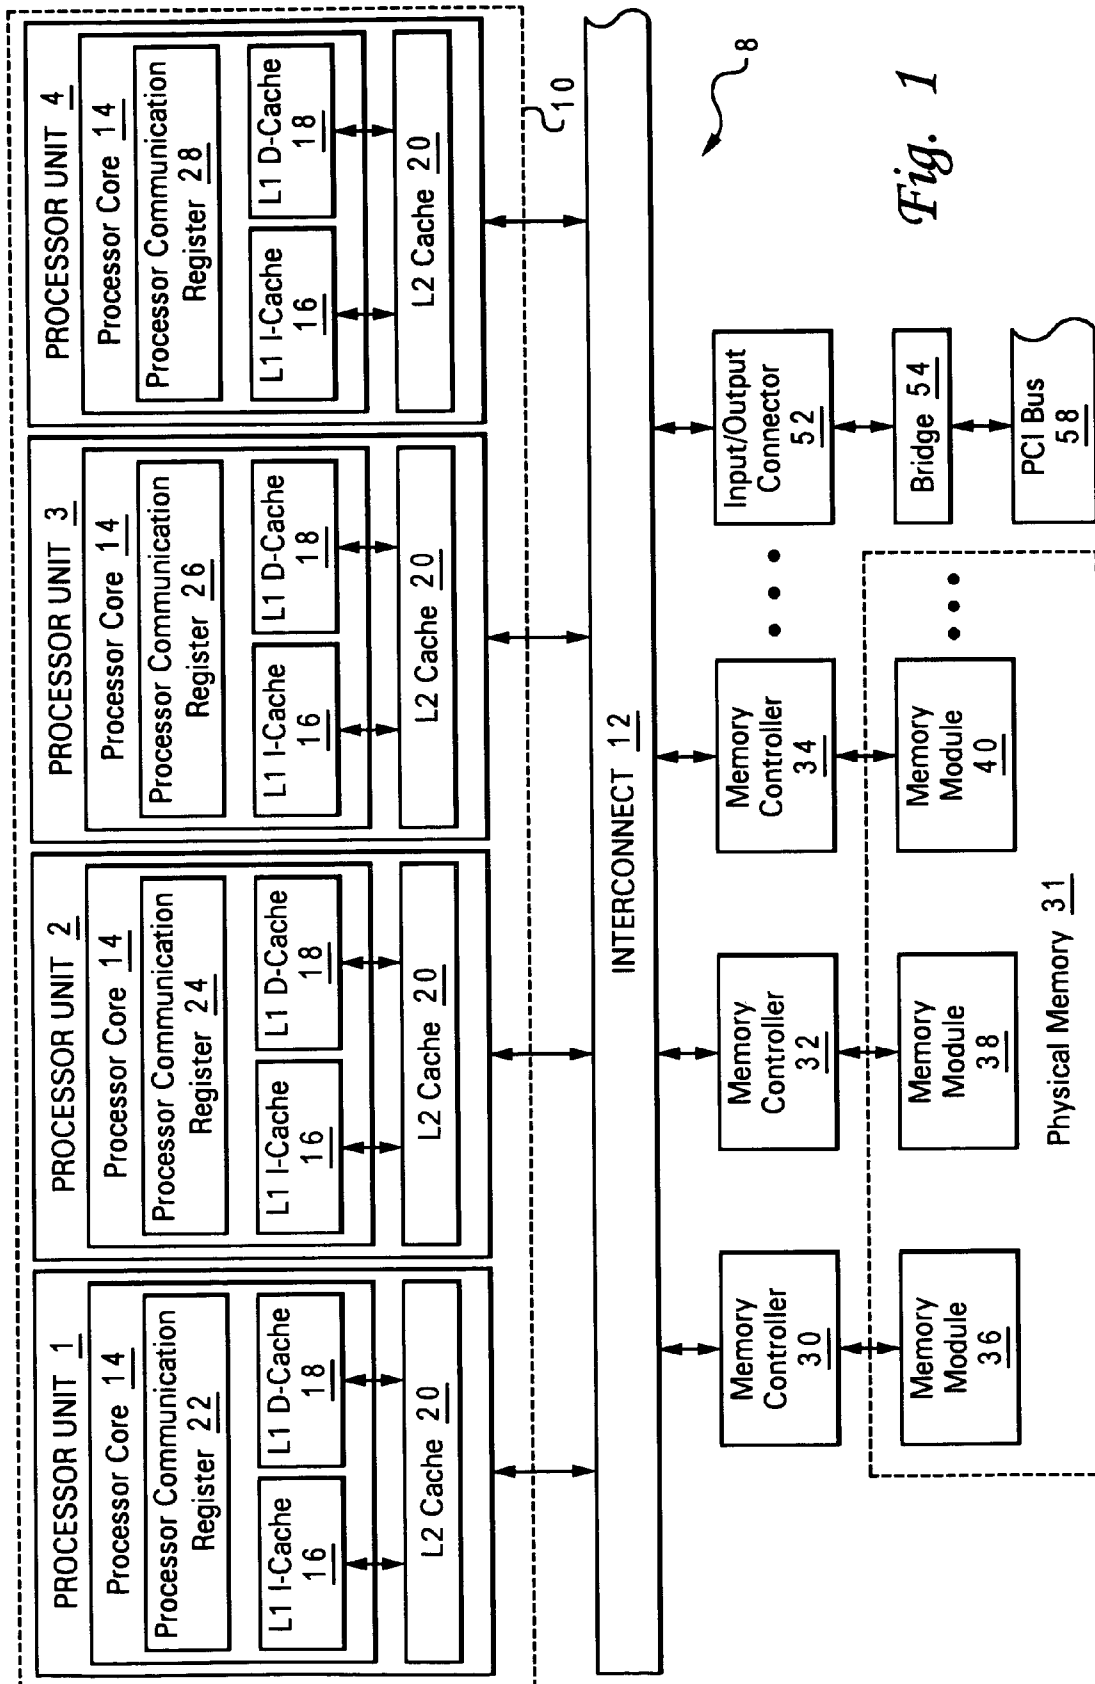 PROCESSOR UNIT 1
Processor Core 14
Processor Communication
Register 22
L1 I-Cache
16
L1 D-Cache
18
L2 Cache 20
PROCESSOR UNIT 2
Processor Core 14
Processor Communication
Register 24
L1 I-Cache
16
L1 D-Cache
18
L2 Cache 20
PROCESSOR UNIT 3
Processor Core 14
Processor Communication
Register 26
L1 I-Cache
16
L1 D-Cache
18
L2 Cache 20
PROCESSOR UNIT 4
Processor Core 14
Processor Communication
Register 28
L1 I-Cache
16
L1 D-Cache
18
L2 Cache 20
10
INTERCONNECT 12
8
Memory
Controller
30
Memory
Controller
32
Memory
Controller
34
Input/Output
Connector
52
Memory
Module
36
Memory
Module
38
Memory
Module
40
Bridge 54
PCI Bus
58
Physical Memory 31
Fig. 1